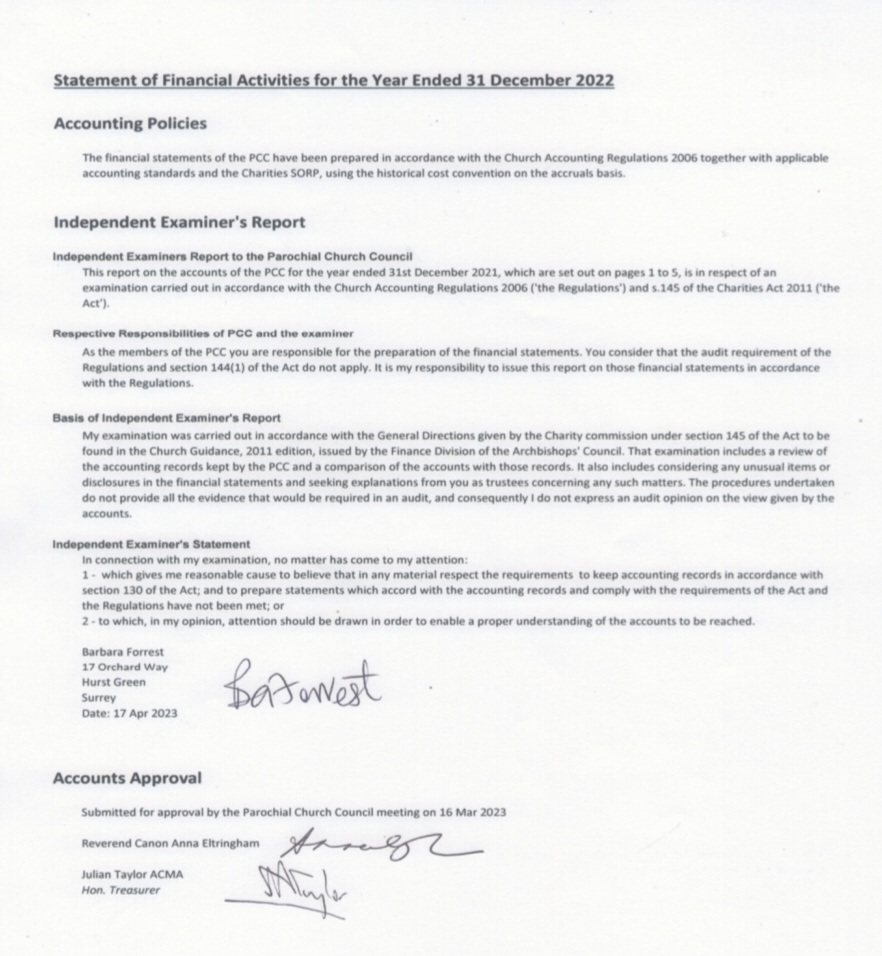 Statement of Financial Activities for the Year Ended 31 December 2022
Accounting Policies
The financial statements of the PCC have been prepared in accordance with the Church Accounting Regulations 2006 together with applicable
accounting standards and the Charities SORP, using the historical cost convention on the accruals basis.
Independent Examiner's Report
Independent Examiners Report to the Parochial Church Council
This report on the accounts of the PCC for the year ended 31st December 2021, which are set out on pages 1 to 5, is in respect of an
examination carried out in accordance with the Church Accounting Regulations 2006 ('the Regulations') and s.145 of the Charities Act 2011 ('the
Act').
Respective Responsibilities of PCC and the examiner
As the members of the PCC you are responsible for the preparation of the financial statements. You consider that the audit requirement of the
Regulations and section 144(1) of the Act do not apply. It is my responsibility to issue this report on those financial statements in accordance
with the Regulations.
Basis of Independent Examiner's Report
My examination was carried out in accordance with the General Directions given by the Charity commission under section 145 of the Act to be
found in the Church Guidance, 2011 edition, issued by the Finance Division of the Archbishops' Council. That examination includes a review of
the accounting records kept by the PCC and a comparison of the accounts with those records. It also includes considering any unusual items or
disclosures in the financial statements and seeking explanations from you as trustees concerning any such matters. The procedures undertaken
do not provide all the evidence that would be required in an audit, and consequently I do not express an audit opinion on the view given by the
accounts.
Independent Examiner's Statement
In connection with my examination, no matter has come to my attention:
1 - which gives me reasonable cause to believe that in any material respect the requirements to keep accounting records in accordance with
section 130 of the Act; and to prepare statements which accord with the accounting records and comply with the requirements of the Act and
the Regulations have not been met; or
2 - to which, in my opinion, attention should be drawn in order to enable a proper understanding of the accounts to be reached.
Barbara Forrest
17 Orchard Way
Hurst Green
Surrey
Date: 17 Apr 2023
Accounts Approval
Submitted for approval by the Parochial Church Council meeting on 16 Mar 2023
Reverend Canon Anna Eltringham
Julian Taylor ACMA
Hon. Treasurer